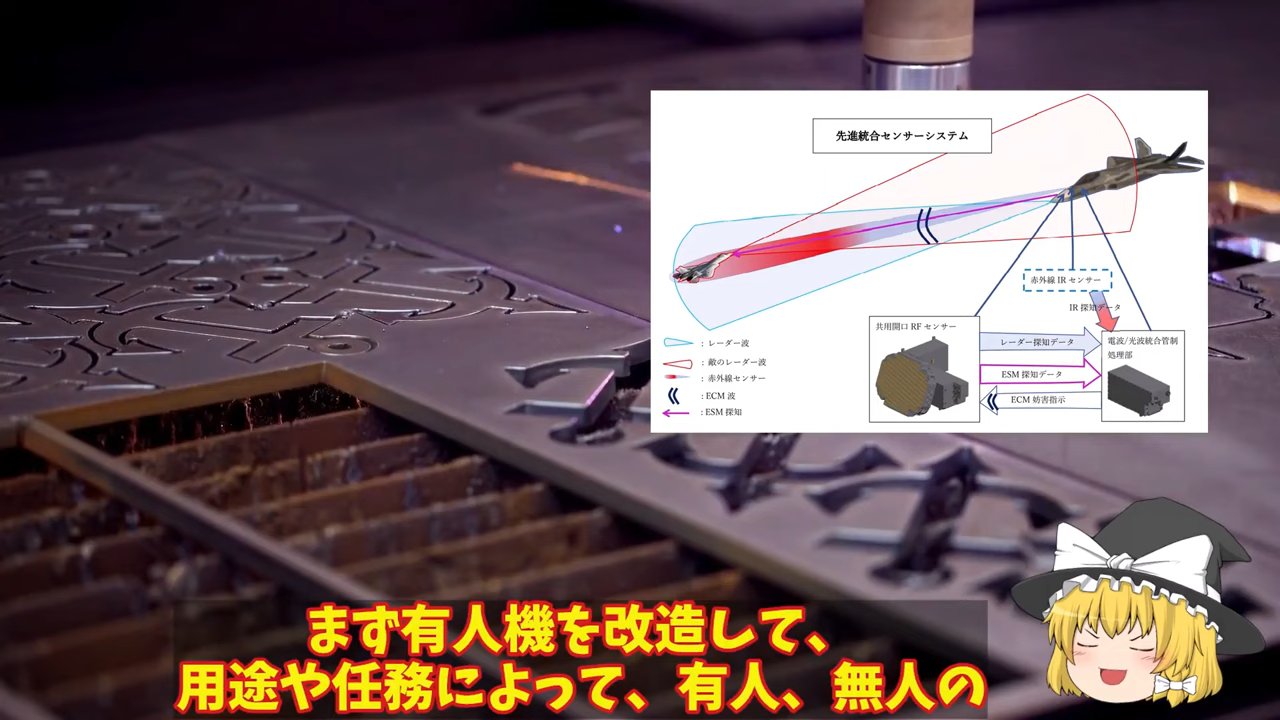 先進統合センサーシステム
赤外線 IR センサー
IR 探知データ
共用開口 RF センサー
レーダー探知データ
電波/光波統合管制
処理部
ESM 探知データ
ECM 妨害指示
：レーダー波
：敵のレーダー波
：赤外線センサー
：ECM 波
：ESM 探知
まず有人機を改造して、
用途や任務によって、有人、無人の